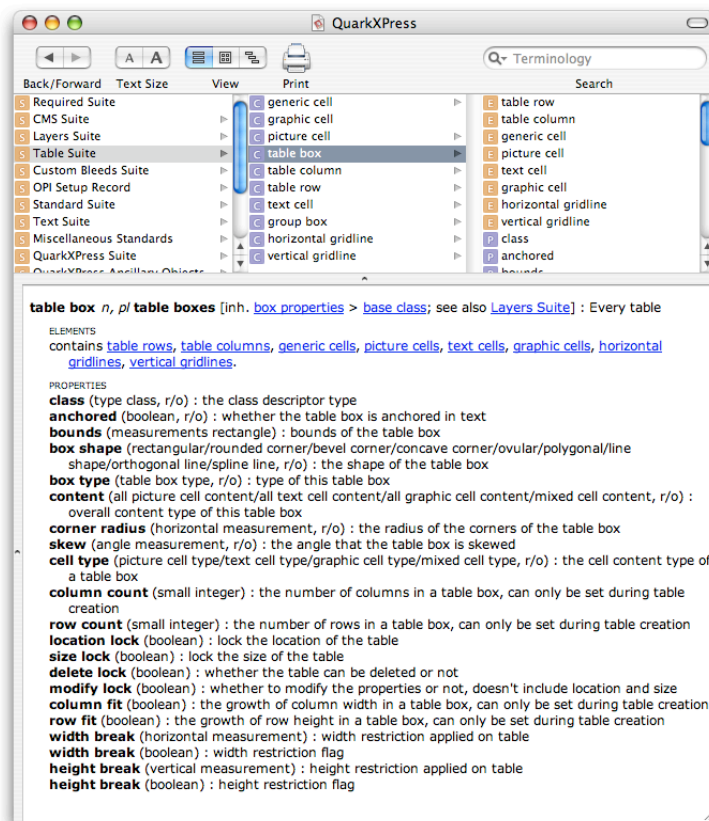 QuarkXPress
A A
Terminology
Back/Forward Text Size View Print Search
S Required Suite
S CMS Suite
S Layers Suite
S Table Suite
S Custom Bleeds Suite
S OPI Setup Record
S Standard Suite
S Text Suite
S Miscellaneous Standards
S QuarkXPress Suite
S QuarkXPress Ancillary Objects
C generic cell
C graphic cell
C picture cell
C table box
C table column
C table row
C text cell
C group box
C horizontal gridline
C vertical gridline
E table row
E table column
E generic cell
E picture cell
E text cell
E graphic cell
E horizontal gridline
E vertical gridline
P class
P anchored
P bounds
table box n, pl table boxes [inh. box properties > base class; see also Layers Suite] : Every table
ELEMENTS
contains table rows, table columns, generic cells, picture cells, text cells, graphic cells, horizontal
gridlines, vertical gridlines.
PROPERTIES
class (type class, r/o) : the class descriptor type
anchored (boolean, r/o) : whether the table box is anchored in text
bounds (measurements rectangle) : bounds of the table box
box shape (rectangular/rounded corner/bevel corner/concave corner/ovular/polygonal/line
shape/orthogonal line/spline line, r/o) : the shape of the table box
box type (table box type, r/o) : type of this table box
content (all picture cell content/all text cell content/all graphic cell content/mixed cell content, r/o) :
overall content type of this table box
corner radius (horizontal measurement, r/o) : the radius of the corners of the table box
skew (angle measurement, r/o) : the angle that the table box is skewed
cell type (picture cell type/text cell type/graphic cell type/mixed cell type, r/o) : the cell content type of
a table box
column count (small integer) : the number of columns in a table box, can only be set during table
creation
row count (small integer) : the number of rows in a table box, can only be set during table creation
location lock (boolean) : lock the location of the table
size lock (boolean) : lock the size of the table
delete lock (boolean) : whether the table can be deleted or not
modify lock (boolean) : whether to modify the properties or not, doesn't include location and size
column fit (boolean) : the growth of column width in a table box, can only be set during table creation
row fit (boolean) : the growth of row height in a table box, can only be set during table creation
width break (horizontal measurement) : width restriction applied on table
width break (boolean) : width restriction flag
height break (vertical measurement) : height restriction applied on table
height break (boolean) : height restriction flag